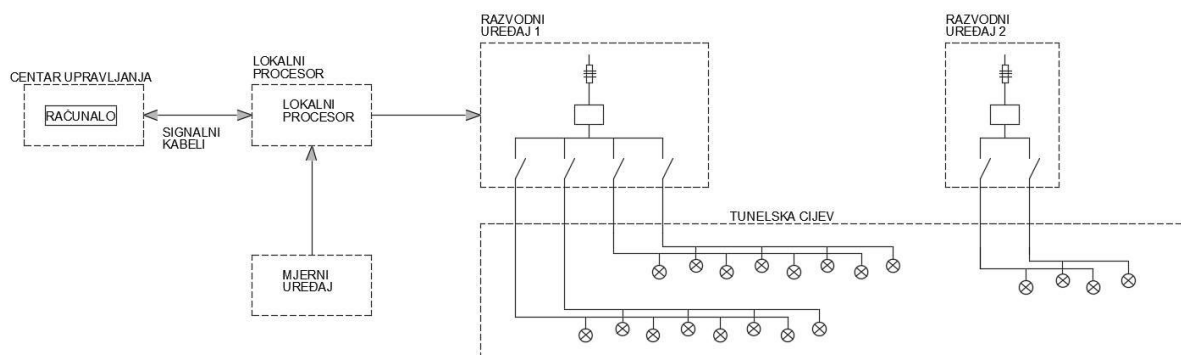 CENTAR UPRAVLJANJA
RAČUNALO
SIGNALNI
KABELI
LOKALNI
PROCESOR
LOKALNI
PROCESOR
MJERNI
UREĐAJ
RAZVODNI
UREĐAJ 1
RAZVODNI
UREĐAJ 2
TUNELSKA CIJEV